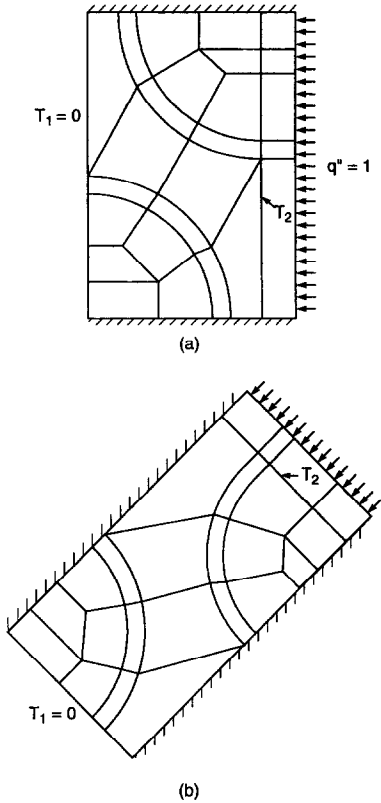 T₁ = 0
q" = 1
T₂
(a)
T₂
T₁ = 0
(b)